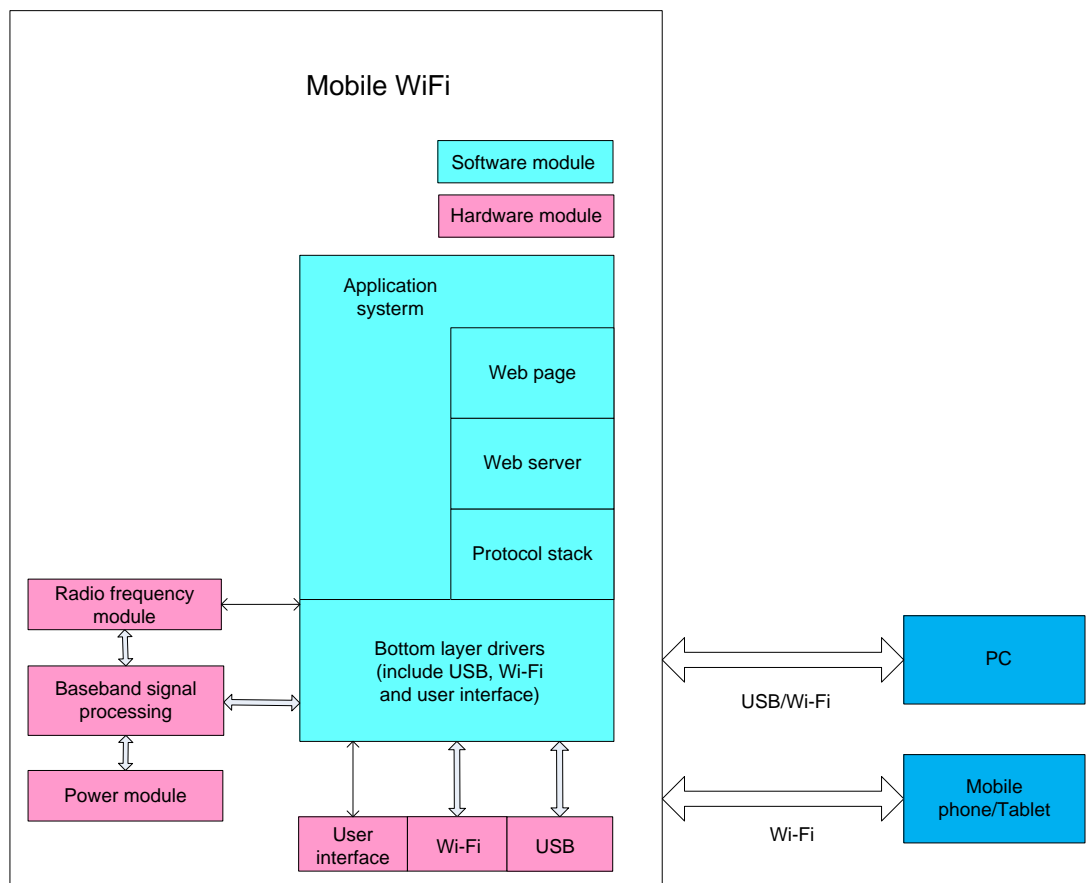 Mobile WiFi
Software module
Hardware module
Application
systerm
Web page
Web server
Protocol stack
Radio frequency
module
Bottom layer drivers
(include USB, Wi-Fi
and user interface)
Baseband signal
processing
Power module
User
interface
Wi-Fi
USB
PC
USB/Wi-Fi
Mobile
phone/Tablet
Wi-Fi